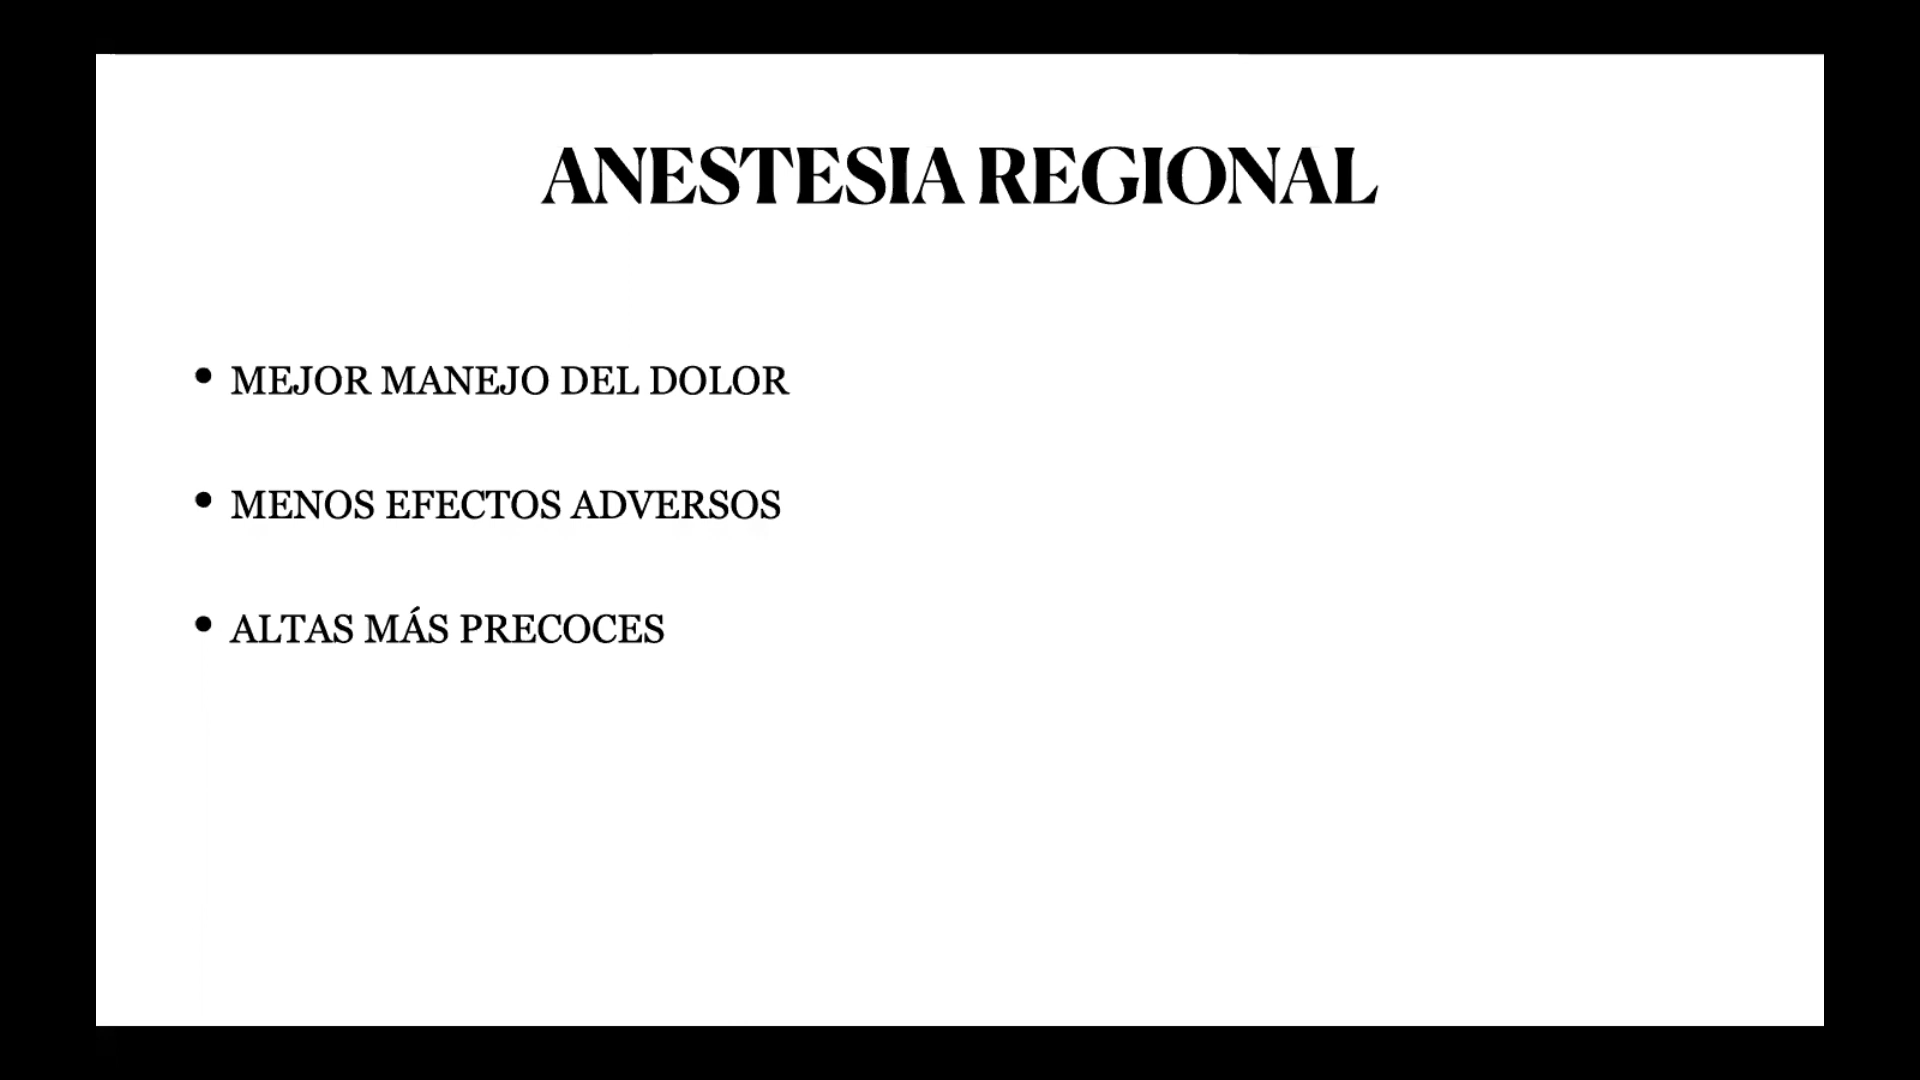 ANESTESIA REGIONAL
• MEJOR MANEJO DEL DOLOR
• MENOS EFECTOS ADVERSOS
• ALTAS MÁS PRECOCES